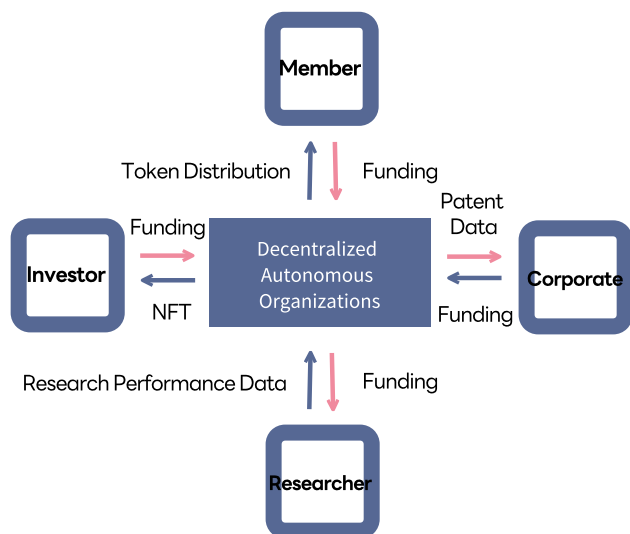 Member
Token Distribution
Funding
Patent
Data
Funding
Decentralized
Autonomous
Organizations
Investor
Corporate
NFT
Funding
Research Performance Data
Funding
Researcher